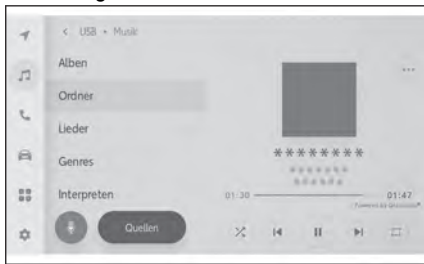 < USB • Musik
Alben
Ordner
Lieder
Genres
Interpreten
Quellen
********
*******
******
01:30
01:47